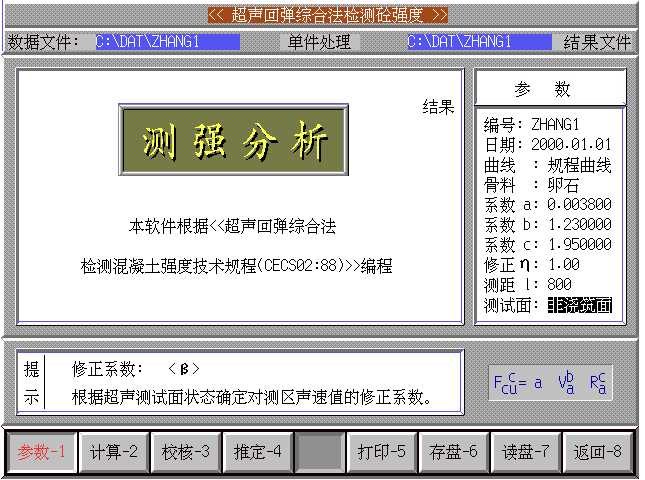 << 超声回弹综合法检测砼强度 >>
数据文件: C:\DAT\ZHANG1 单件处理 C:\DAT\ZHANG1 结果文件
结果
测强分析
本软件根据<<超声回弹综合法
检测混凝土强度技术规程(CECS02:88)>>编程
参 数
编号: ZHANG1
日期: 2000.01.01
曲线 : 规程曲线
骨料 : 卵石
系数 a: 0.003800
系数 b: 1.230000
系数 c: 1.950000
修正 η: 1.00
测距 l: 800
测试面: 非浇筑面
提示
修正系数: <β>
根据超声测试面状态确定对测区声速值的修正系数。
F c cu = a V b a R c a
参数-1 计算-2 校核-3 推定-4 打印-5 存盘-6 读盘-7 返回-8